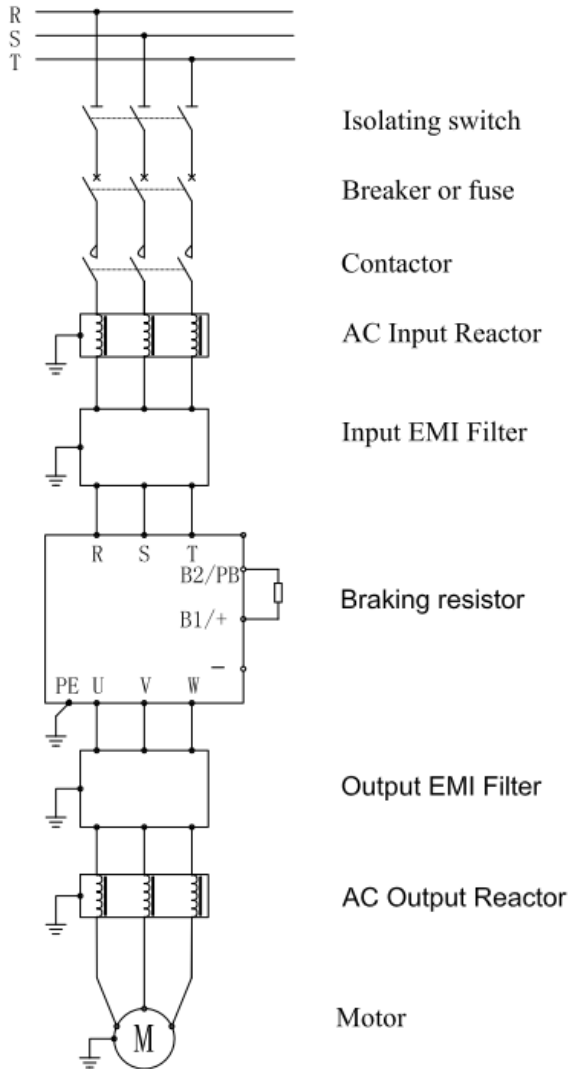 R
S
T
Isolating switch
Breaker or fuse
Contactor
AC Input Reactor
Input EMI Filter
R S T
B2/PB
Braking resistor
B1/+
−
PE U V W
Output EMI Filter
AC Output Reactor
Motor
M